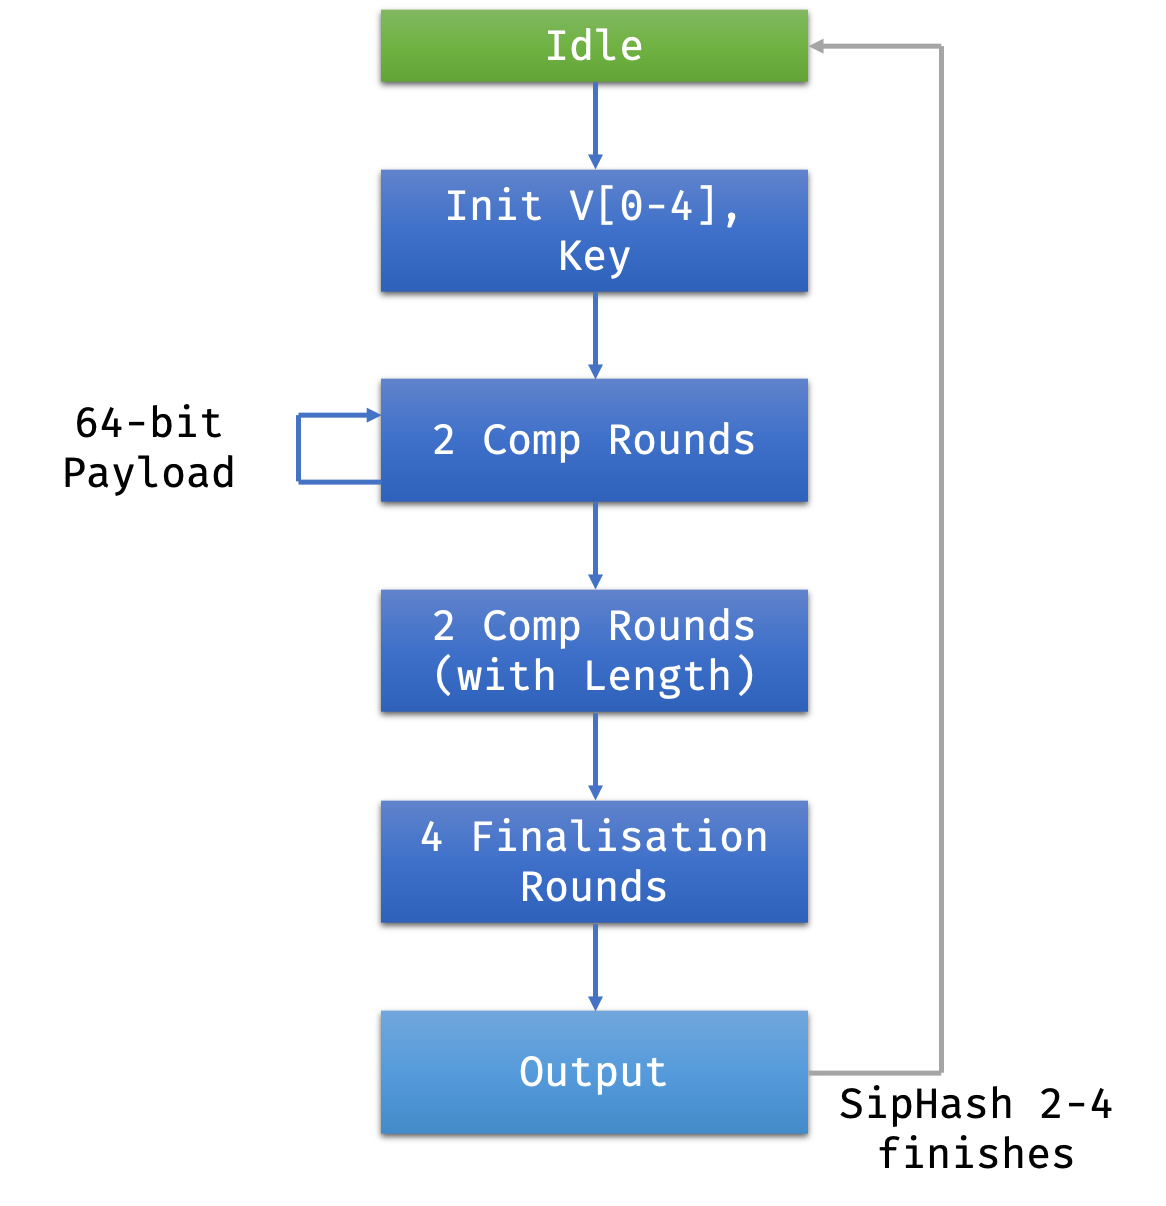 Idle
Init V[0-4],
Key
64-bit
Payload
2 Comp Rounds
2 Comp Rounds
(with Length)
4 Finalisation
Rounds
Output
SipHash 2-4
finishes